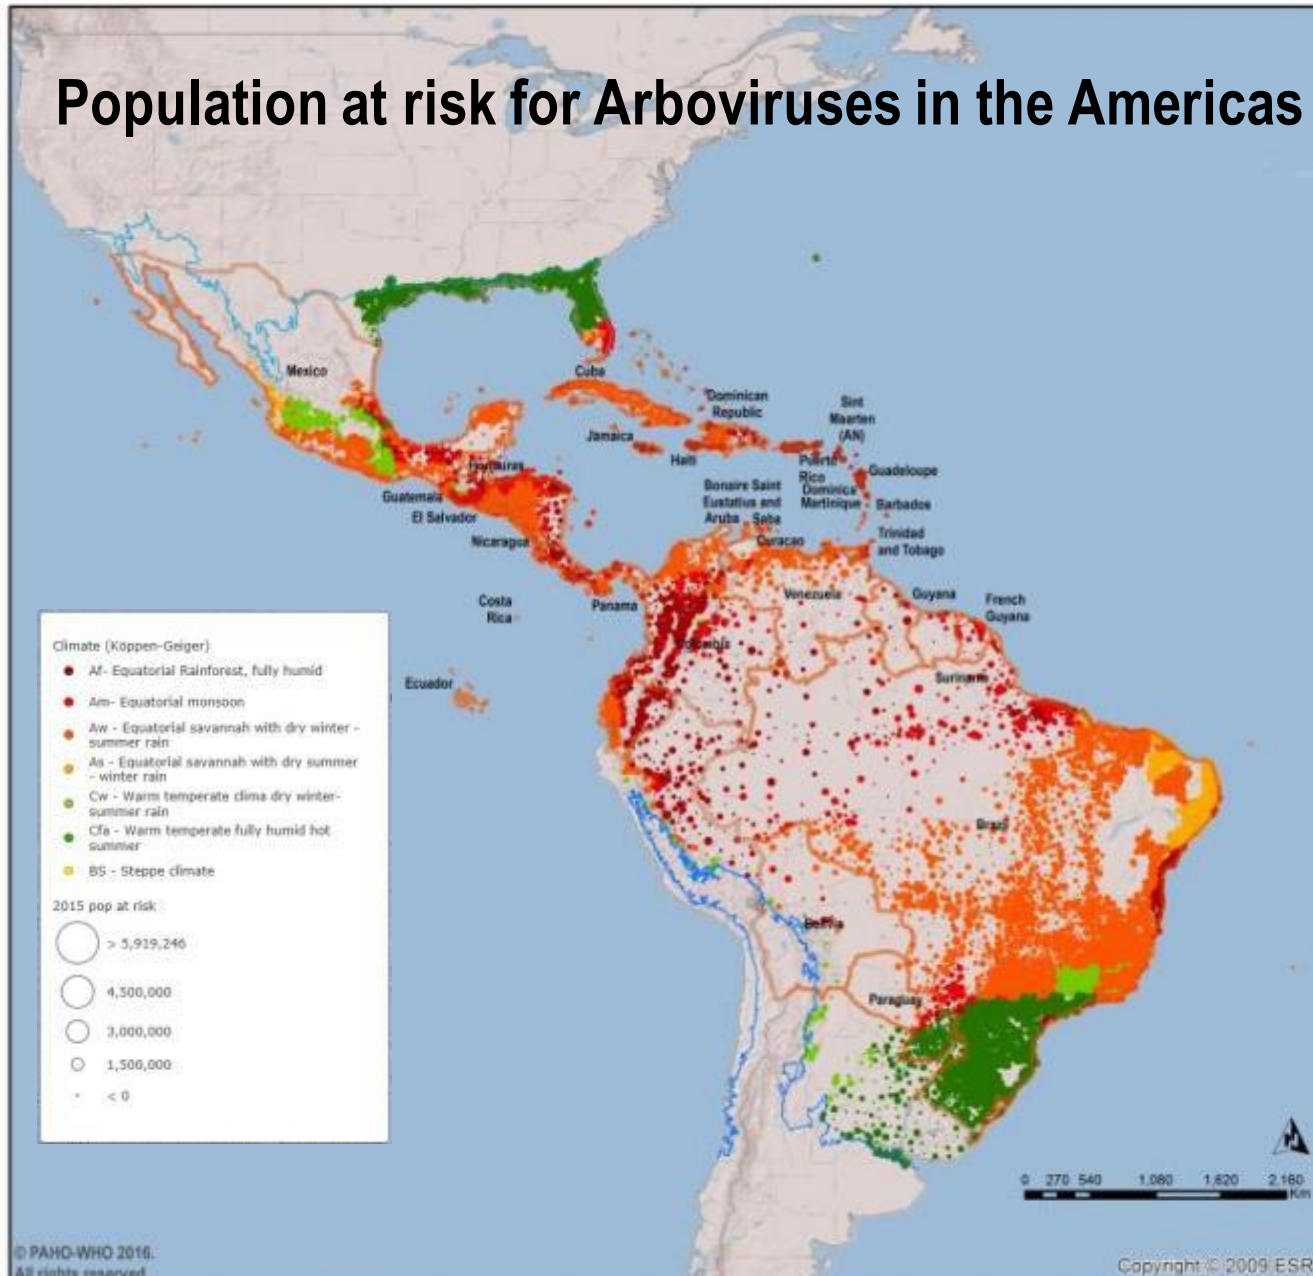 Population at risk for Arboviruses in the Americas
Mexico
Cuba
Dominican
Republic
Sint
Maarten
(AN)
Jamaica
Haiti
Puerto
Rico
Guadeloupe
Honduras
Guatemala
El Salvador
Bonaire Saint
Eustatius and
Saba
Aruba
Dominica
Martinique
Barbados
Nicaragua
Curacao
Trinidad
and Tobago
Costa
Rica
Panama
Venezuela
Guyana
French
Guyana
Colombia
Suriname
Ecuador
Brazil
Bolivia
Paraguay
Climate (Köppen-Geiger)
Af- Equatorial Rainforest, fully humid
Am- Equatorial monsoon
Aw - Equatorial savannah with dry winter -
summer rain
As - Equatorial savannah with dry summer
- winter rain
Cw - Warm temperate clima dry winter-
summer rain
Cfa - Warm temperate fully humid hot
summer
BS - Steppe climate
2015 pop at risk
> 5,919,246
4,500,000
3,000,000
1,500,000
< 0
N
0 270 540 1,080 1,620 2,160
Km
© PAHO-WHO 2016.
All rights reserved
Copyright © 2009 ESR